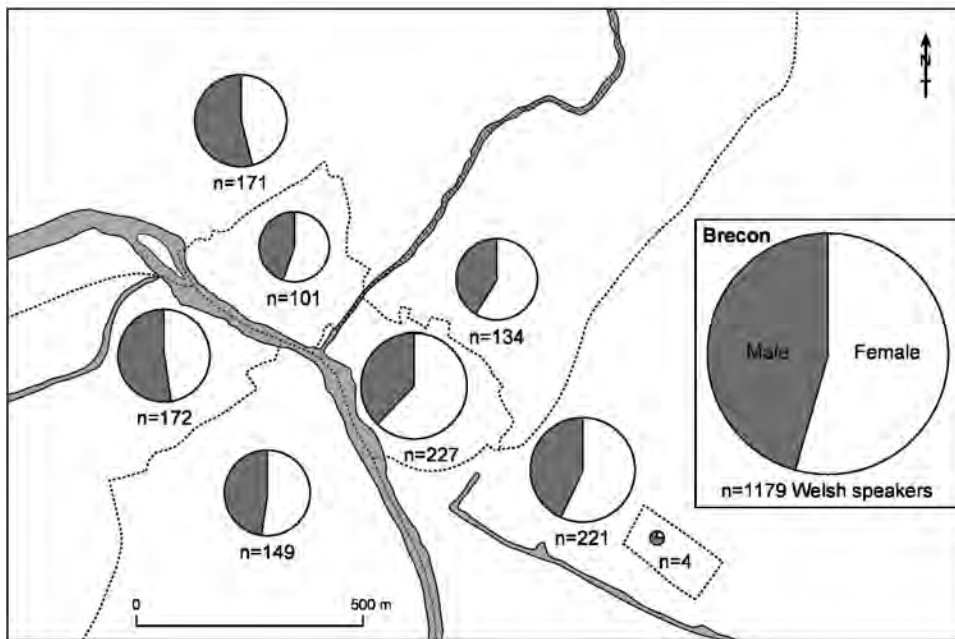 N
n=171
n=101
n=134
n=172
n=227
n=149
n=221
n=4
0 500 m
Brecon
Male Female
n=1179 Welsh speakers